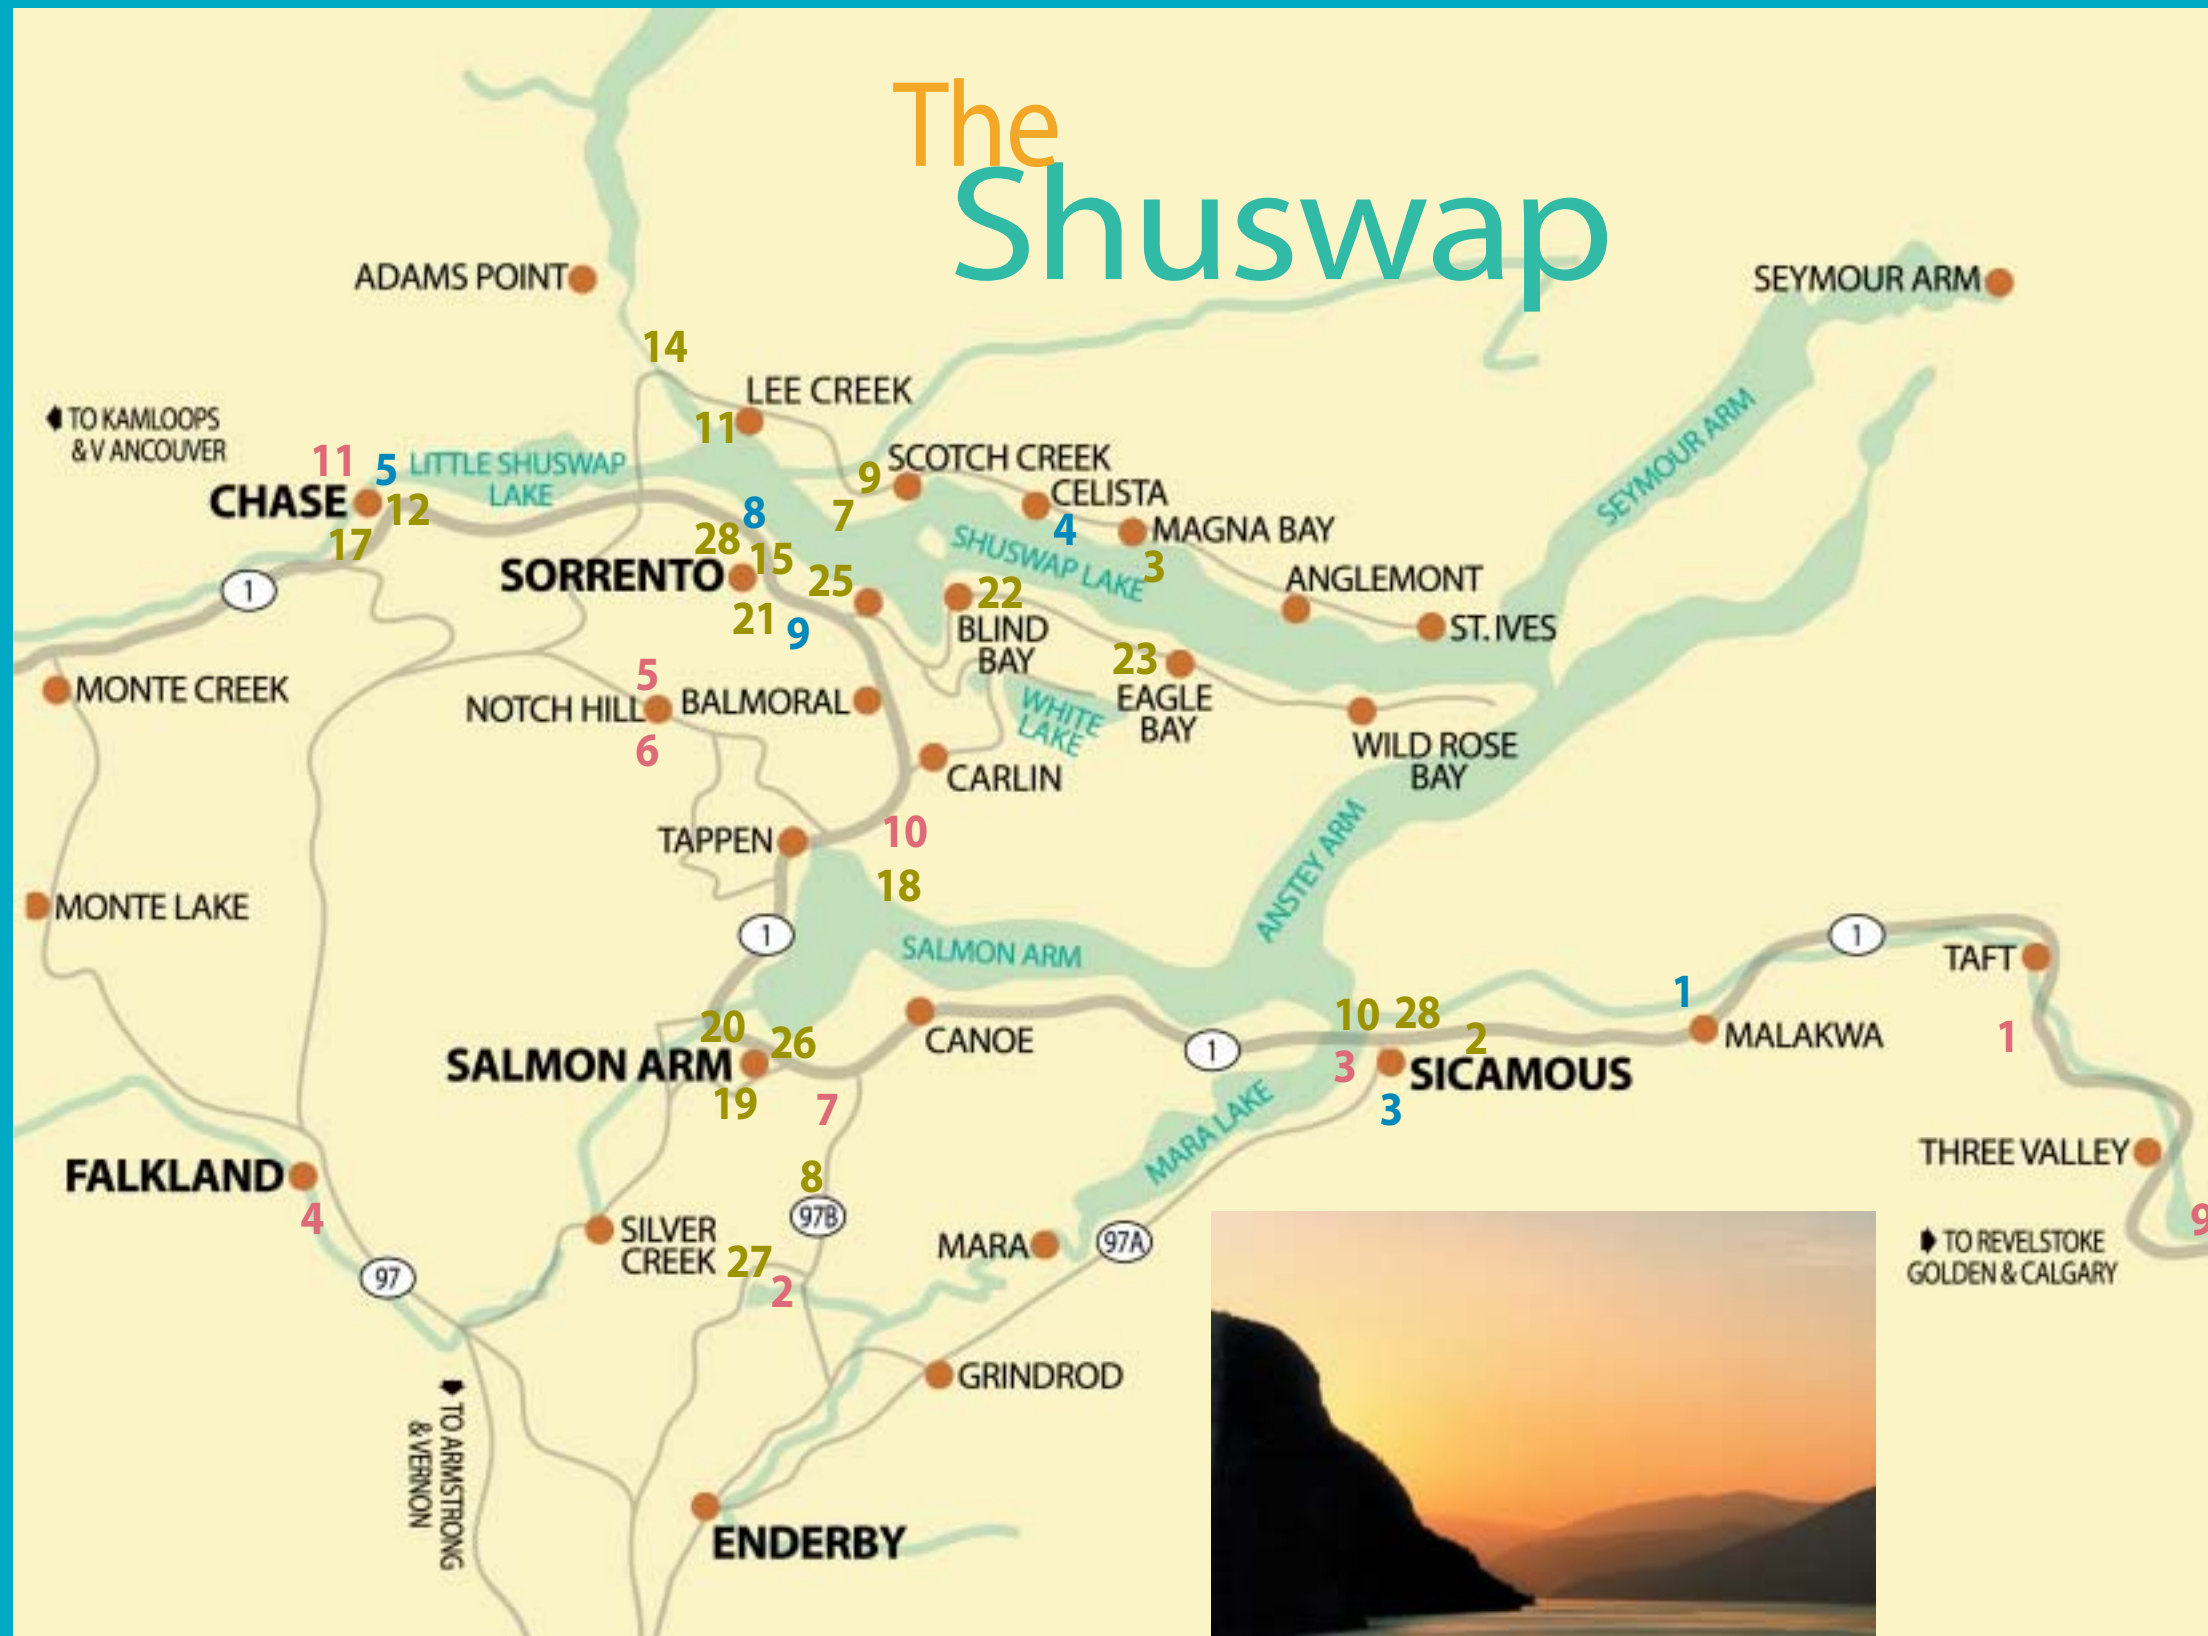 The
Shuswap
ADAMS POINT
SEYMOUR ARM
14
LEE CREEK
11
TO KAMLOOPS
& V ANCOUVER
11
5
LITTLE SHUSWAP
LAKE
CHASE
12
17
1
9
SCOTCH CREEK
7
CELISTA
4
MAGNA BAY
3
SHUSWAP LAKE
SEYMOUR ARM
8
28
15
SORRENTO
25
21
9
22
BLIND
BAY
ANGLEMONT
ST. IVES
23
EAGLE
BAY
MONTE CREEK
5
NOTCH HILL
6
BALMORAL
WHITE
LAKE
WILD ROSE
BAY
CARLIN
TAPPEN
10
18
ANSTEY ARM
MONTE LAKE
1
SALMON ARM
1
TAFT
1
20
26
SALMON ARM
19
7
CANOE
1
10
28
2
3
SICAMOUS
3
MALAKWA
1
MARA LAKE
FALKLAND
4
8
97B
THREE VALLEY
9
SILVER
CREEK
27
2
MARA
97A
TO REVELSTOKE
GOLDEN & CALGARY
97
GRINDROD
TO ARMSTRONG
& VERNON
ENDERBY